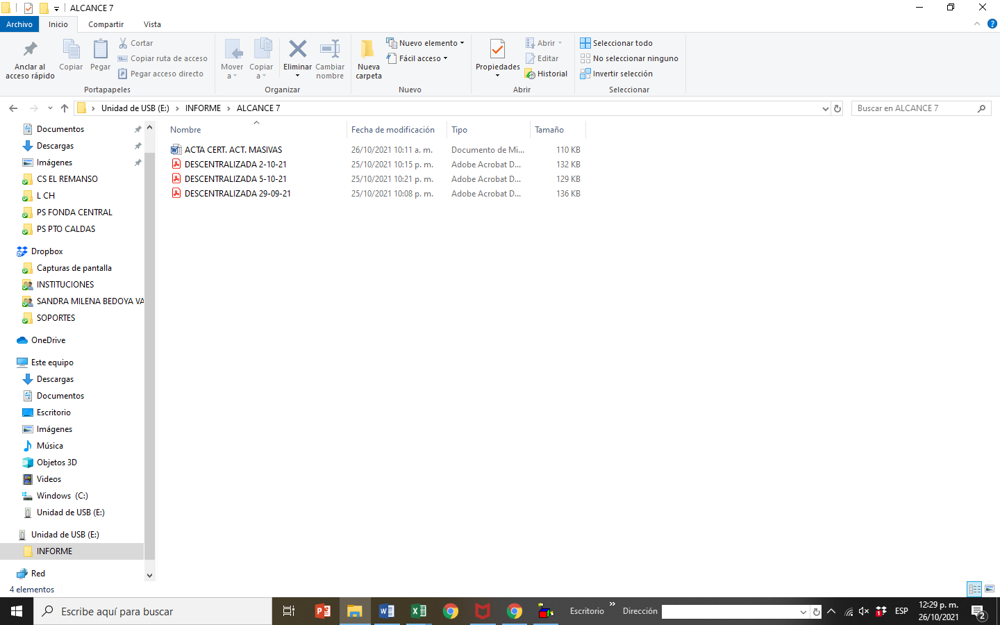 ALCANCE 7
Archivo Inicio Compartir Vista
Anclar al acceso rápido
Copiar
Pegar
Cortar
Copiar ruta de acceso
Pegar acceso directo
Portapapeles
Mover a
Copiar a
Eliminar
Cambiar nombre
Organizar
Nueva carpeta
Nuevo elemento
Fácil acceso
Nuevo
Propiedades
Abrir
Editar
Historial
Abrir
Seleccionar todo
No seleccionar ninguno
Invertir selección
Seleccionar
Unidad de USB (E:) INFORME ALCANCE 7
Buscar en ALCANCE 7
Documentos
Descargas
Imágenes
CS EL REMANSO
L CH
PS FONDA CENTRAL
PS PTO CALDAS
Dropbox
Capturas de pantalla
INSTITUCIONES
SANDRA MILENA BEDOYA VA
SOPORTES
OneDrive
Este equipo
Descargas
Documentos
Escritorio
Imágenes
Música
Objetos 3D
Videos
Windows (C:)
Unidad de USB (E:)
Unidad de USB (E:)
INFORME
Red
Nombre Fecha de modificación Tipo Tamaño
ACTA CERT. ACT. MASIVAS 26/10/2021 10:11 a. m. Documento de Mi... 110 KB
DESCENTRALIZADA 2-10-21 25/10/2021 10:15 p. m. Adobe Acrobat D... 132 KB
DESCENTRALIZADA 5-10-21 25/10/2021 10:21 p. m. Adobe Acrobat D... 129 KB
DESCENTRALIZADA 29-09-21 25/10/2021 10:08 p. m. Adobe Acrobat D... 136 KB
4 elementos
Escribe aquí para buscar
Escritorio
Dirección
ESP
12:29 p. m.
26/10/2021
2